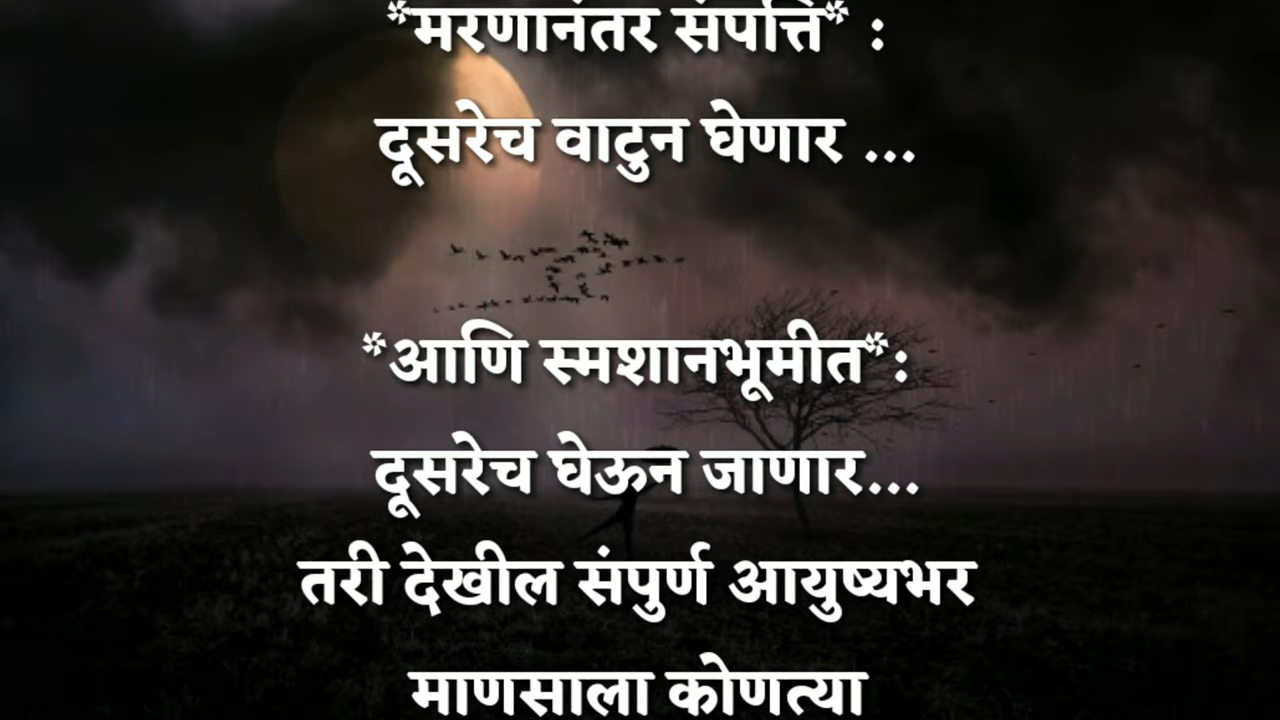 *मरणानंतर संपत्ति* :
दूसरेच वाटुन घेणार ...
*आणि स्मशानभूमीत*:
दूसरेच घेऊन जाणार...
तरी देखील संपुर्ण आयुष्यभर
माणसाला कोणत्या